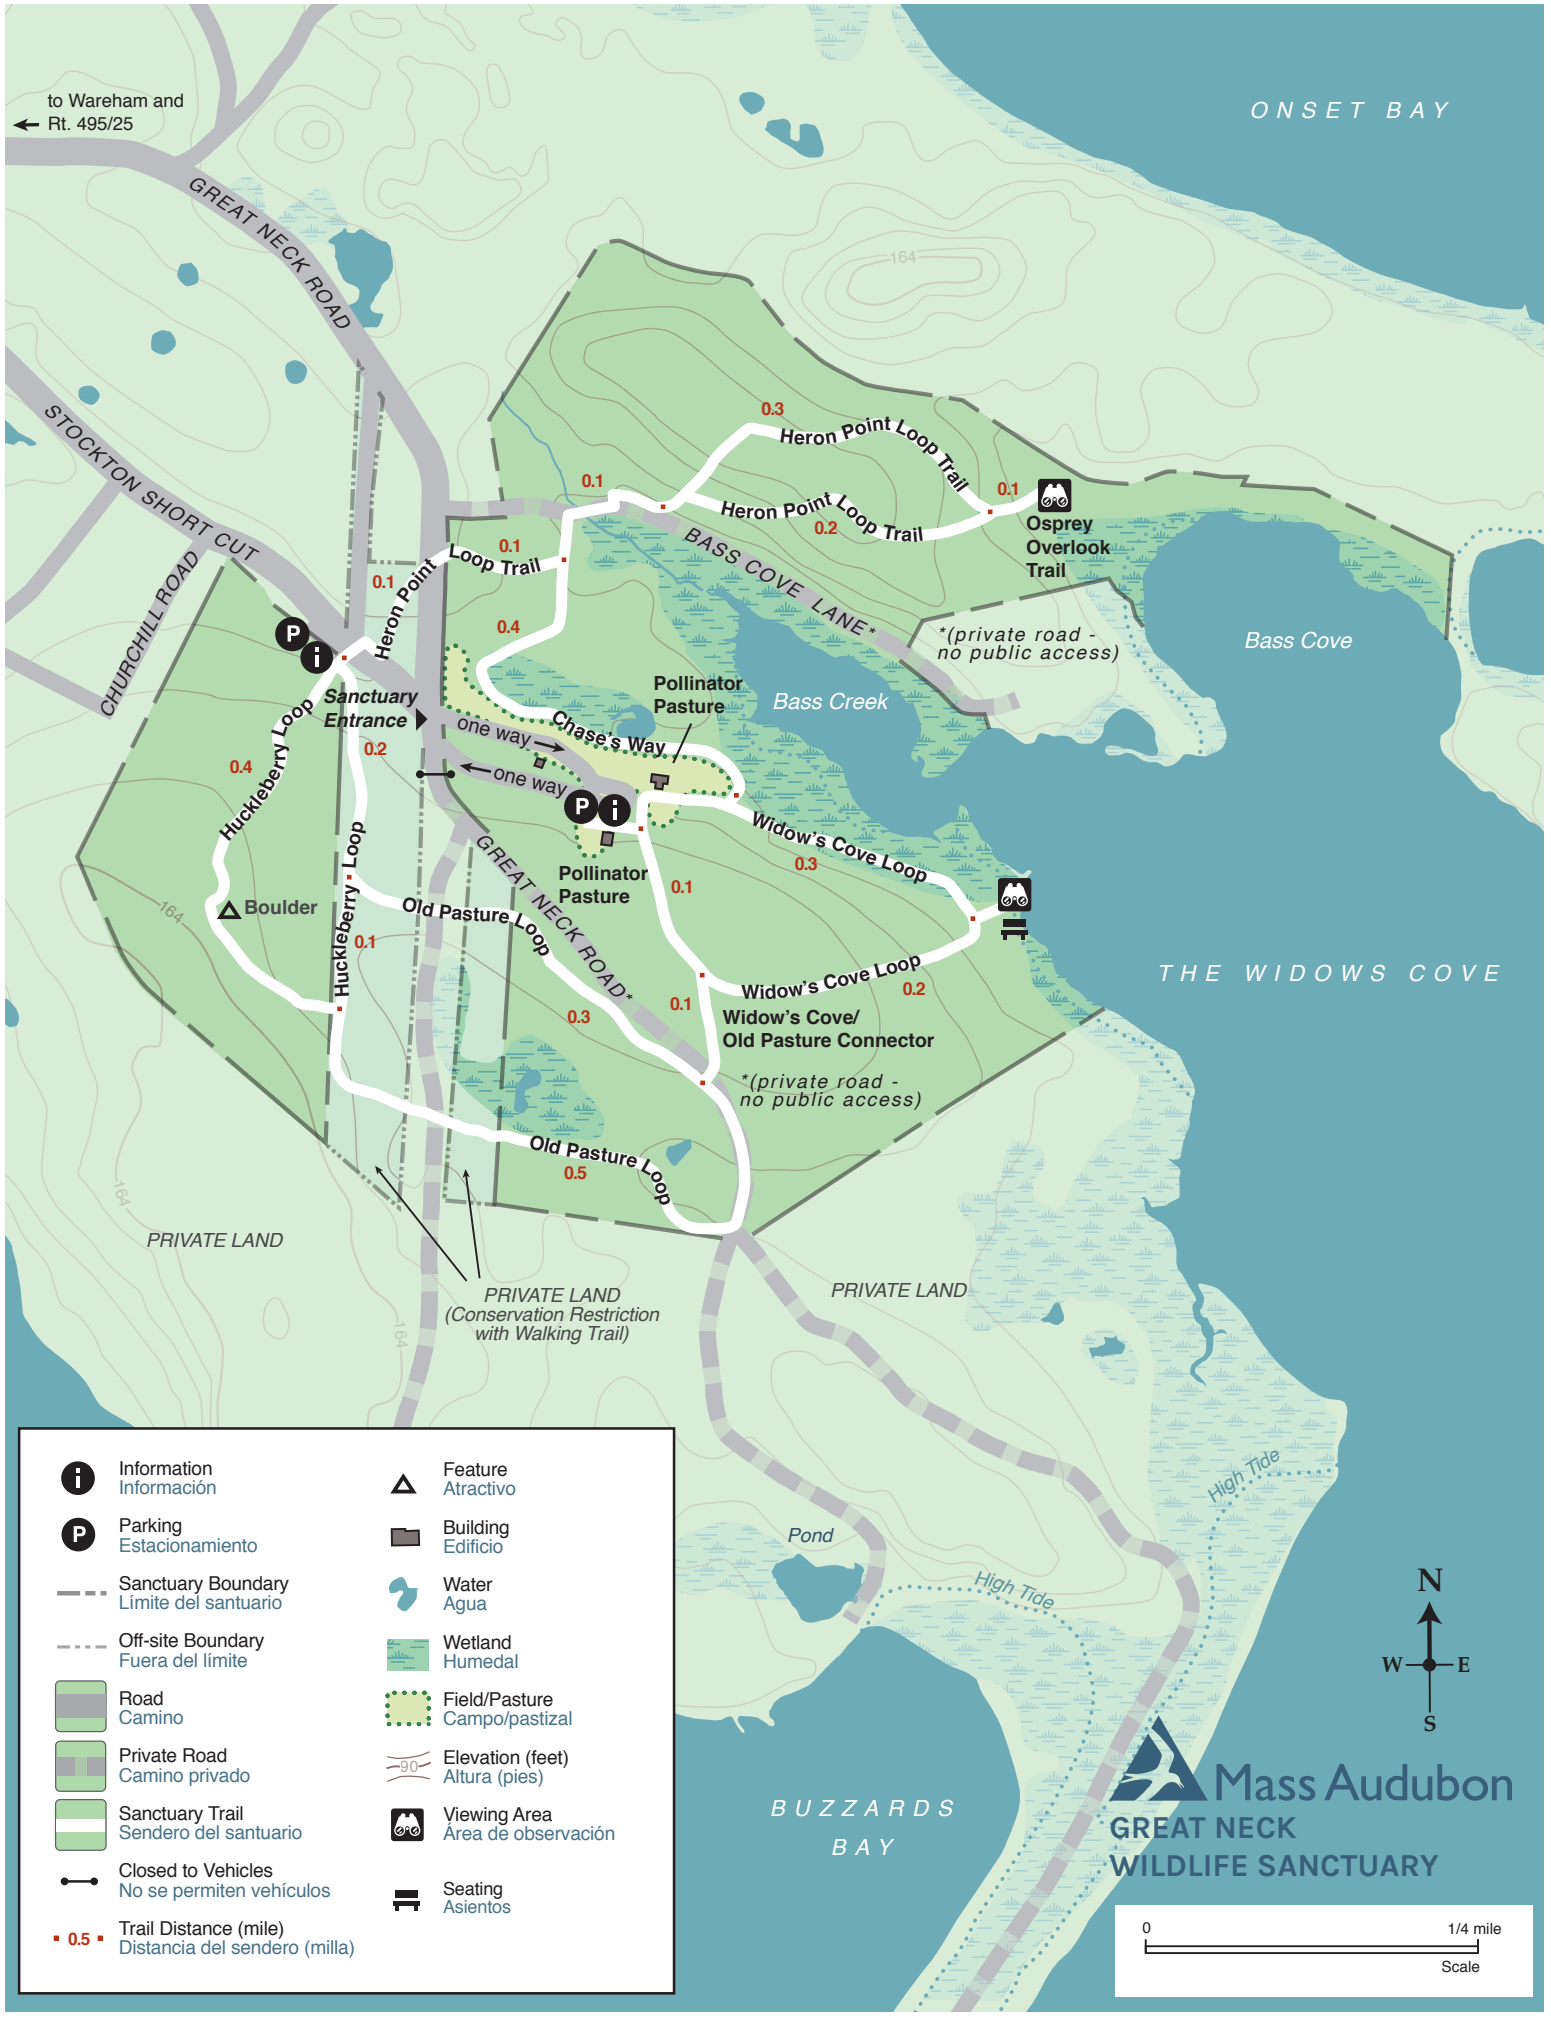 to Wareham and
Rt. 495/25
ONSET BAY
GREAT NECK ROAD
164
STOCKTON SHORT CUT
CHURCHILL ROAD
0.3
Heron Point Loop Trail
0.1
0.1
Heron Point Loop Trail
0.2
Osprey
Overlook
Trail
0.1
Heron Point Loop Trail
0.1
BASS COVE LANE*
*(private road -
no public access)
Bass Cove
0.4
P
i
Sanctuary
Entrance
Pollinator
Pasture
Bass Creek
Chase's Way
one way
one way
0.2
0.4
Huckleberry Loop
P
i
Widow's Cove Loop
0.3
Pollinator
Pasture
0.1
GREAT NECK ROAD*
Huckleberry Loop
Boulder
164
Old Pasture Loop
0.1
0.3
0.1
Widow's Cove Loop
0.2
THE WIDOWS COVE
Widow's Cove/
Old Pasture Connector
*(private road -
no public access)
Old Pasture Loop
0.5
164
PRIVATE LAND
PRIVATE LAND
PRIVATE LAND
(Conservation Restriction
with Walking Trail)
164
High Tide
Pond
High Tide
i
Information
Información
P
Parking
Estacionamiento
Sanctuary Boundary
Límite del santuario
Off-site Boundary
Fuera del límite
Road
Camino
Private Road
Camino privado
Sanctuary Trail
Sendero del santuario
Closed to Vehicles
No se permiten vehículos
0.5
Trail Distance (mile)
Distancia del sendero (milla)
Feature
Atractivo
Building
Edificio
Water
Agua
Wetland
Humedal
Field/Pasture
Campo/pastizal
90
Elevation (feet)
Altura (pies)
Viewing Area
Área de observación
Seating
Asientos
N
W E
S
BUZZARDS
BAY
Mass Audubon
GREAT NECK
WILDLIFE SANCTUARY
0 1/4 mile
Scale